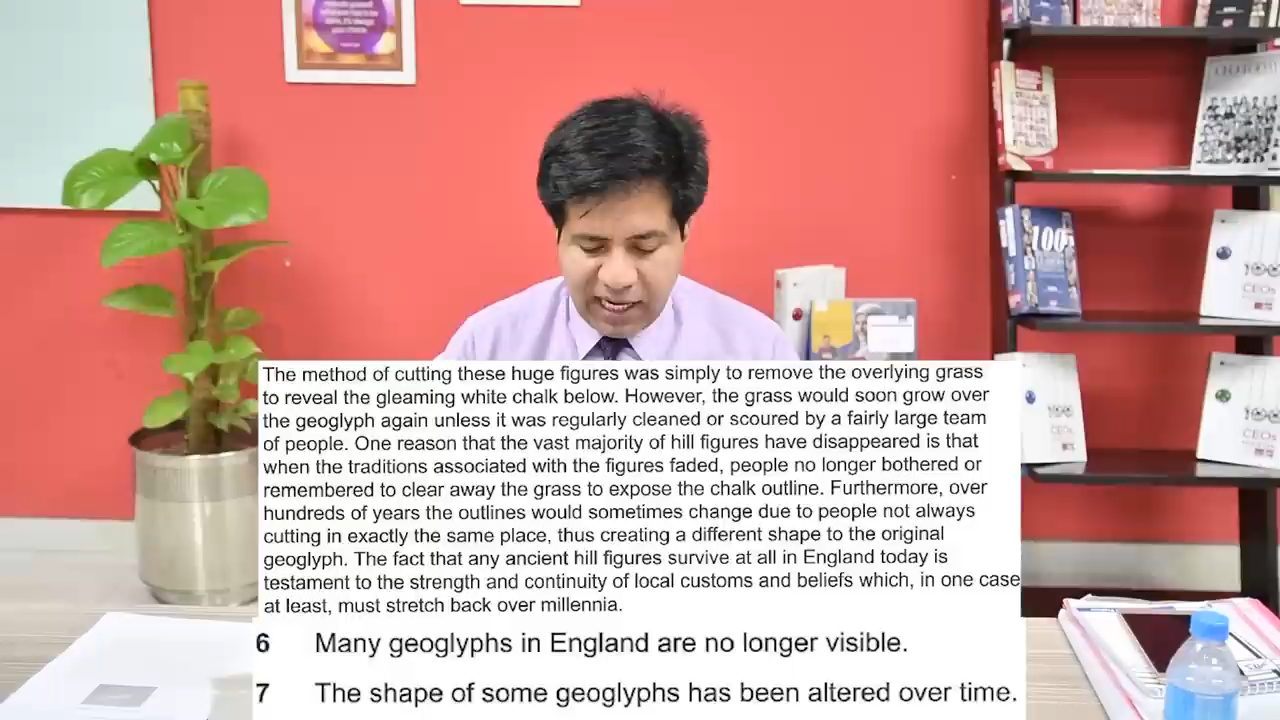 The method of cutting these huge figures was simply to remove the overlying grass
to reveal the gleaming white chalk below. However, the grass would soon grow over
the geoglyph again unless it was regularly cleaned or scoured by a fairly large team
of people. One reason that the vast majority of hill figures have disappeared is that
when the traditions associated with the figures faded, people no longer bothered or
remembered to clear away the grass to expose the chalk outline. Furthermore, over
hundreds of years the outlines would sometimes change due to people not always
cutting in exactly the same place, thus creating a different shape to the original
geoglyph. The fact that any ancient hill figures survive at all in England today is
testament to the strength and continuity of local customs and beliefs which, in one case
at least, must stretch back over millennia.
6 Many geoglyphs in England are no longer visible.
7 The shape of some geoglyphs has been altered over time.
100
100
CEOs
100
CEOs
100